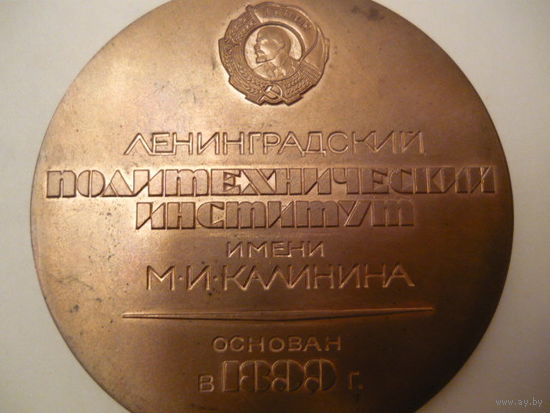 ЛЕНИНГРАДСКИЙ
ПОЛИТЕХНИЧЕСКИЙ
ИНСТИТУТ
ИМЕНИ
М·И·КАЛИНИНА
ОСНОВАН
В 1899 Г.
www.ay.by